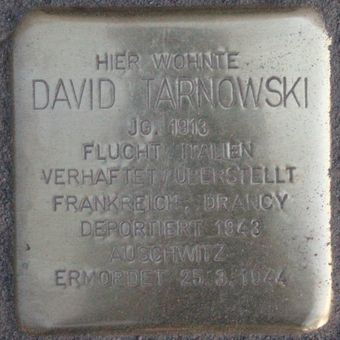 HIER WOHNTE
DAVID TARNOWSKI
JG. 1913
FLUCHT ITALIEN
VERHAFTET/ÜBERSTELLT
FRANKREICH, DRANCY
DEPORTIERT 1943
AUSCHWITZ
ERMORDET 25.3.1944